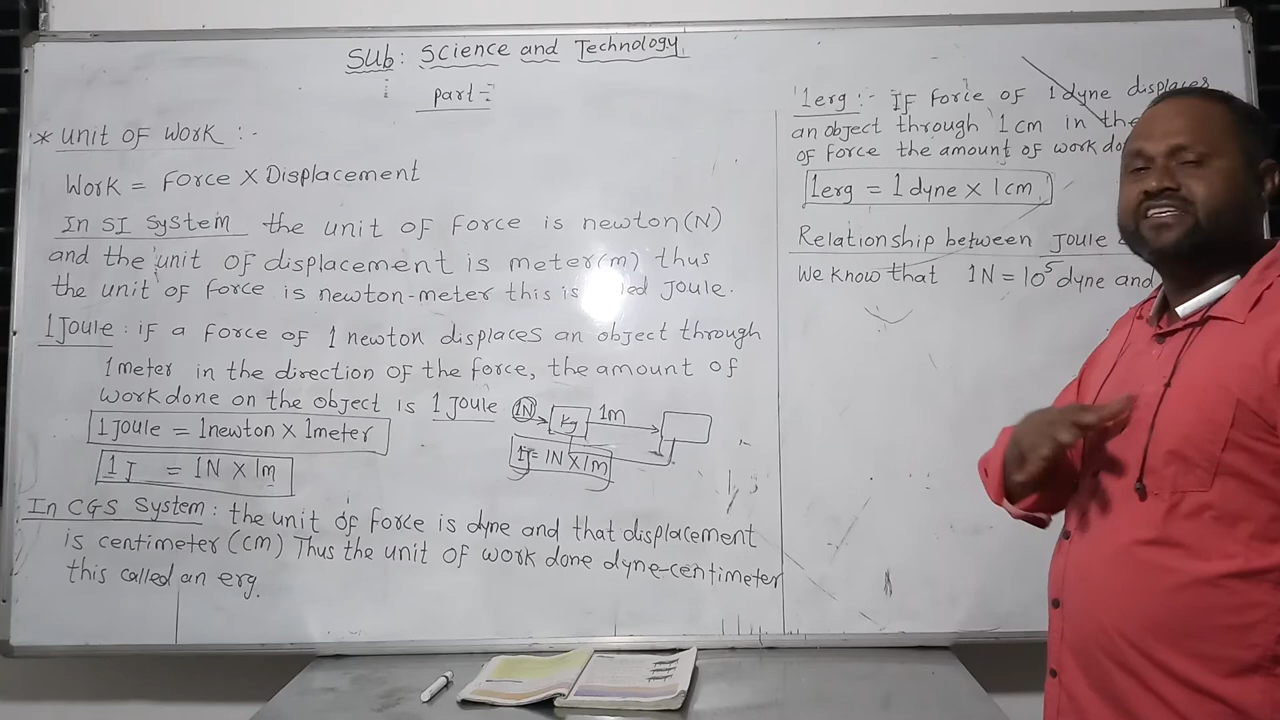 SUb: Science and Technology
part -
* unit of work :-
Work = Force X Displacement
In SI System the unit of force is newton (N)
and the unit of displacement is meter(m) thus
the unit of force is newton-meter this is led Joule.
1 Joule : if a force of 1 newton displaces an object through
1 meter in the direction of the force, the amount of
work done on the object is 1 Joule
1N
Kg
1m
1 Joule = 1 newton X 1 meter
1J = 1N X 1m
1J = 1N X 1m
In CGS System : the unit of force is dyne and that displacement
is centimeter (cm) Thus the unit of work done dyne-centimeter
this called an erg.
1erg :- IF force of 1 dyne displaces
an object through 1 cm in the
of force the amount of work
1erg = 1 dyne x 1 cm
Relationship between Joule
We know that 1N = 10⁵ dyne and